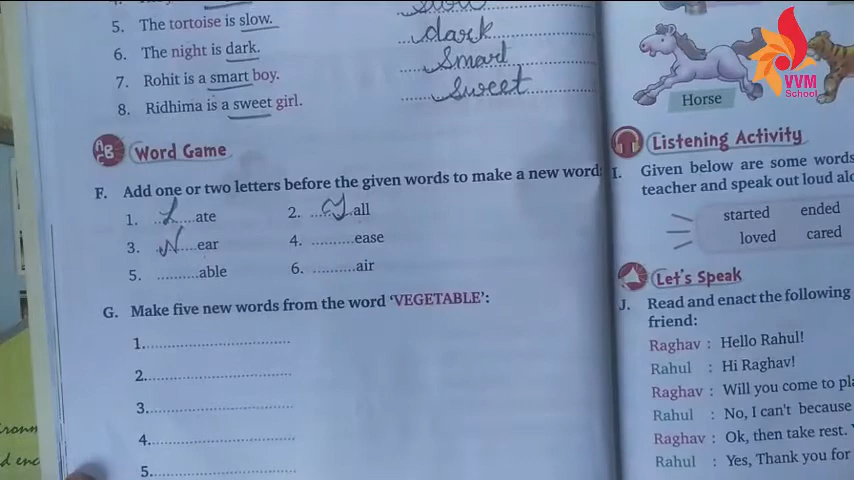 5. The tortoise is slow.
6. The night is dark.
dark
7. Rohit is a smart boy.
Smart
8. Ridhima is a sweet girl.
Sweet
Word Game
F. Add one or two letters before the given words to make a new word:
1. L ate
2. all
3. N ear
4. ..........ease
5. ..........able
6. ..........air
G. Make five new words from the word ‘VEGETABLE’:
1.
2.
3.
4.
5.
VVM
School
Horse
Listening Activity
I. Given below are some words
teacher and speak out loud
started ended
loved cared
Let's Speak
J. Read and enact the following
friend:
Raghav : Hello Rahul!
Rahul : Hi Raghav!
Raghav : Will you come to
Rahul : No, I can't because
Raghav : Ok, then take rest.
Rahul : Yes, Thank you for